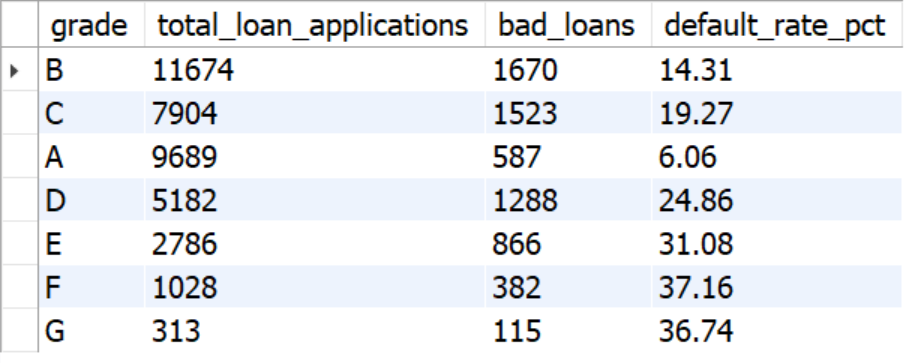 grade total_loan_applications bad_loans default_rate_pct
B 11674 1670 14.31
C 7904 1523 19.27
A 9689 587 6.06
D 5182 1288 24.86
E 2786 866 31.08
F 1028 382 37.16
G 313 115 36.74